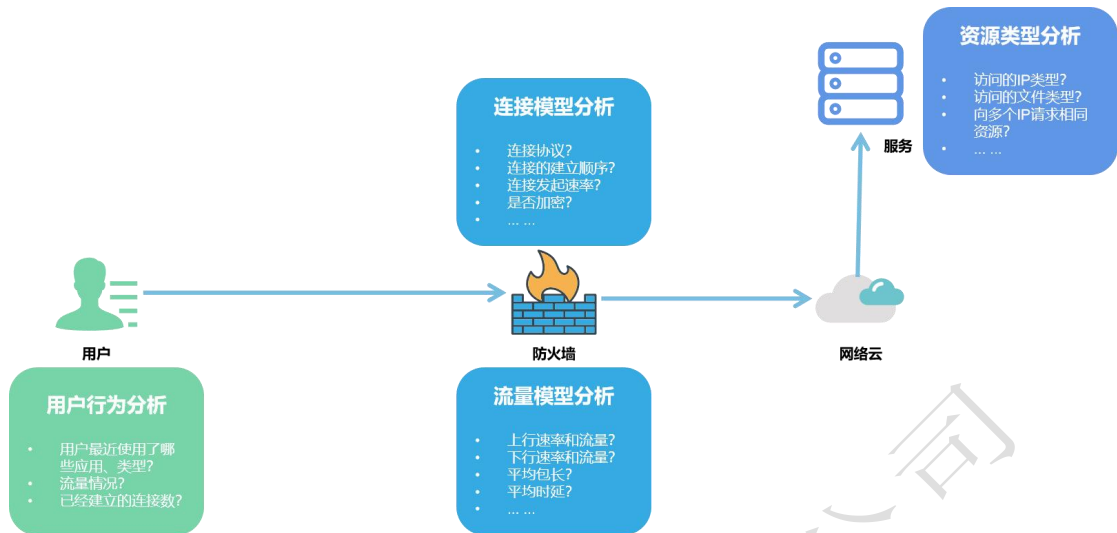 资源类型分析
• 访问的IP类型?
• 访问的文件类型?
• 向多个IP请求相同
资源?
• ... ...
服务
连接模型分析
• 连接协议?
• 连接的建立顺序?
• 连接发起速率?
• 是否加密?
• ... ...
用户
防火墙
网络云
用户行为分析
• 用户最近使用了哪
些应用、类型?
• 流量情况?
• 已经建立的连接数?
流量模型分析
• 上行速率和流量?
• 下行速率和流量?
• 平均包长?
• 平均时延?
• ... ...
司